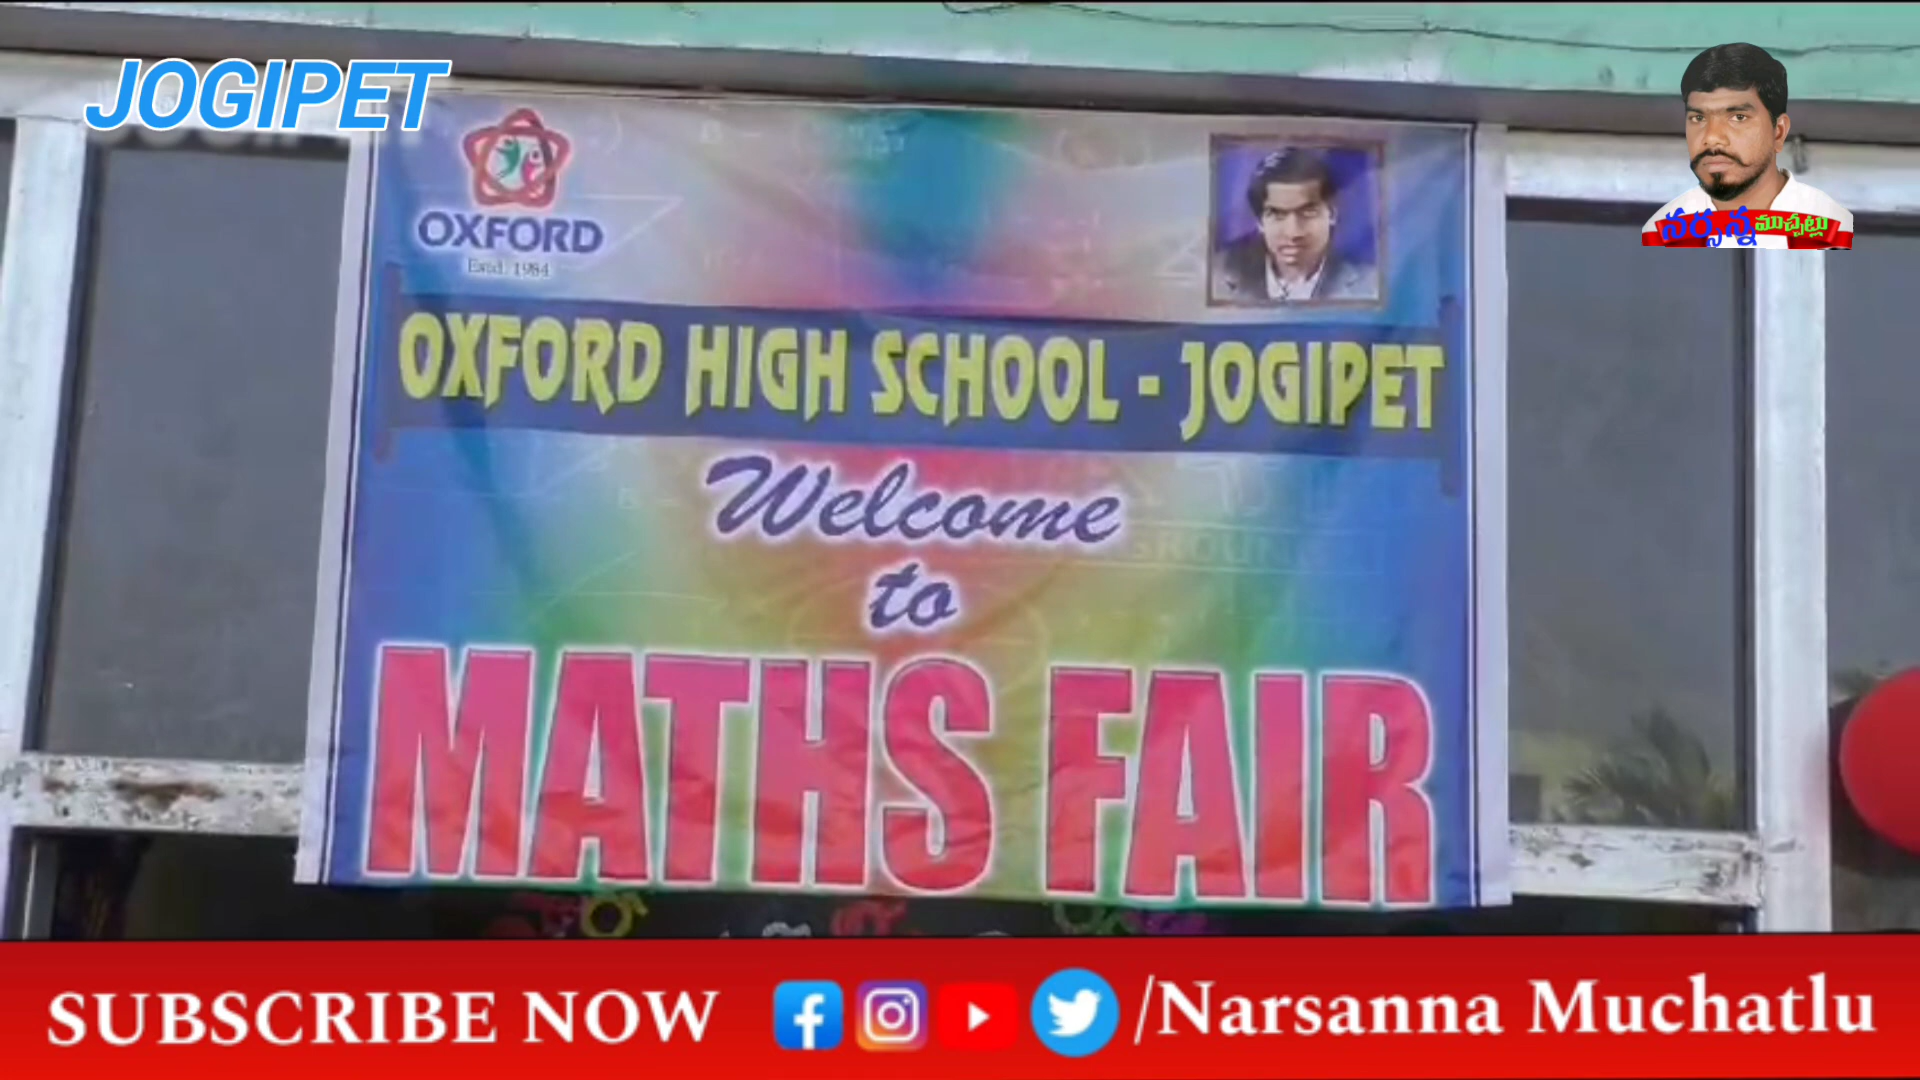 JOGIPET
OXFORD
Estd. 1984
నర్సన్న ముచ్చట్లు
OXFORD HIGH SCHOOL - JOGIPET
Welcome
to
MATHS FAIR
SUBSCRIBE NOW /Narsanna Muchatlu